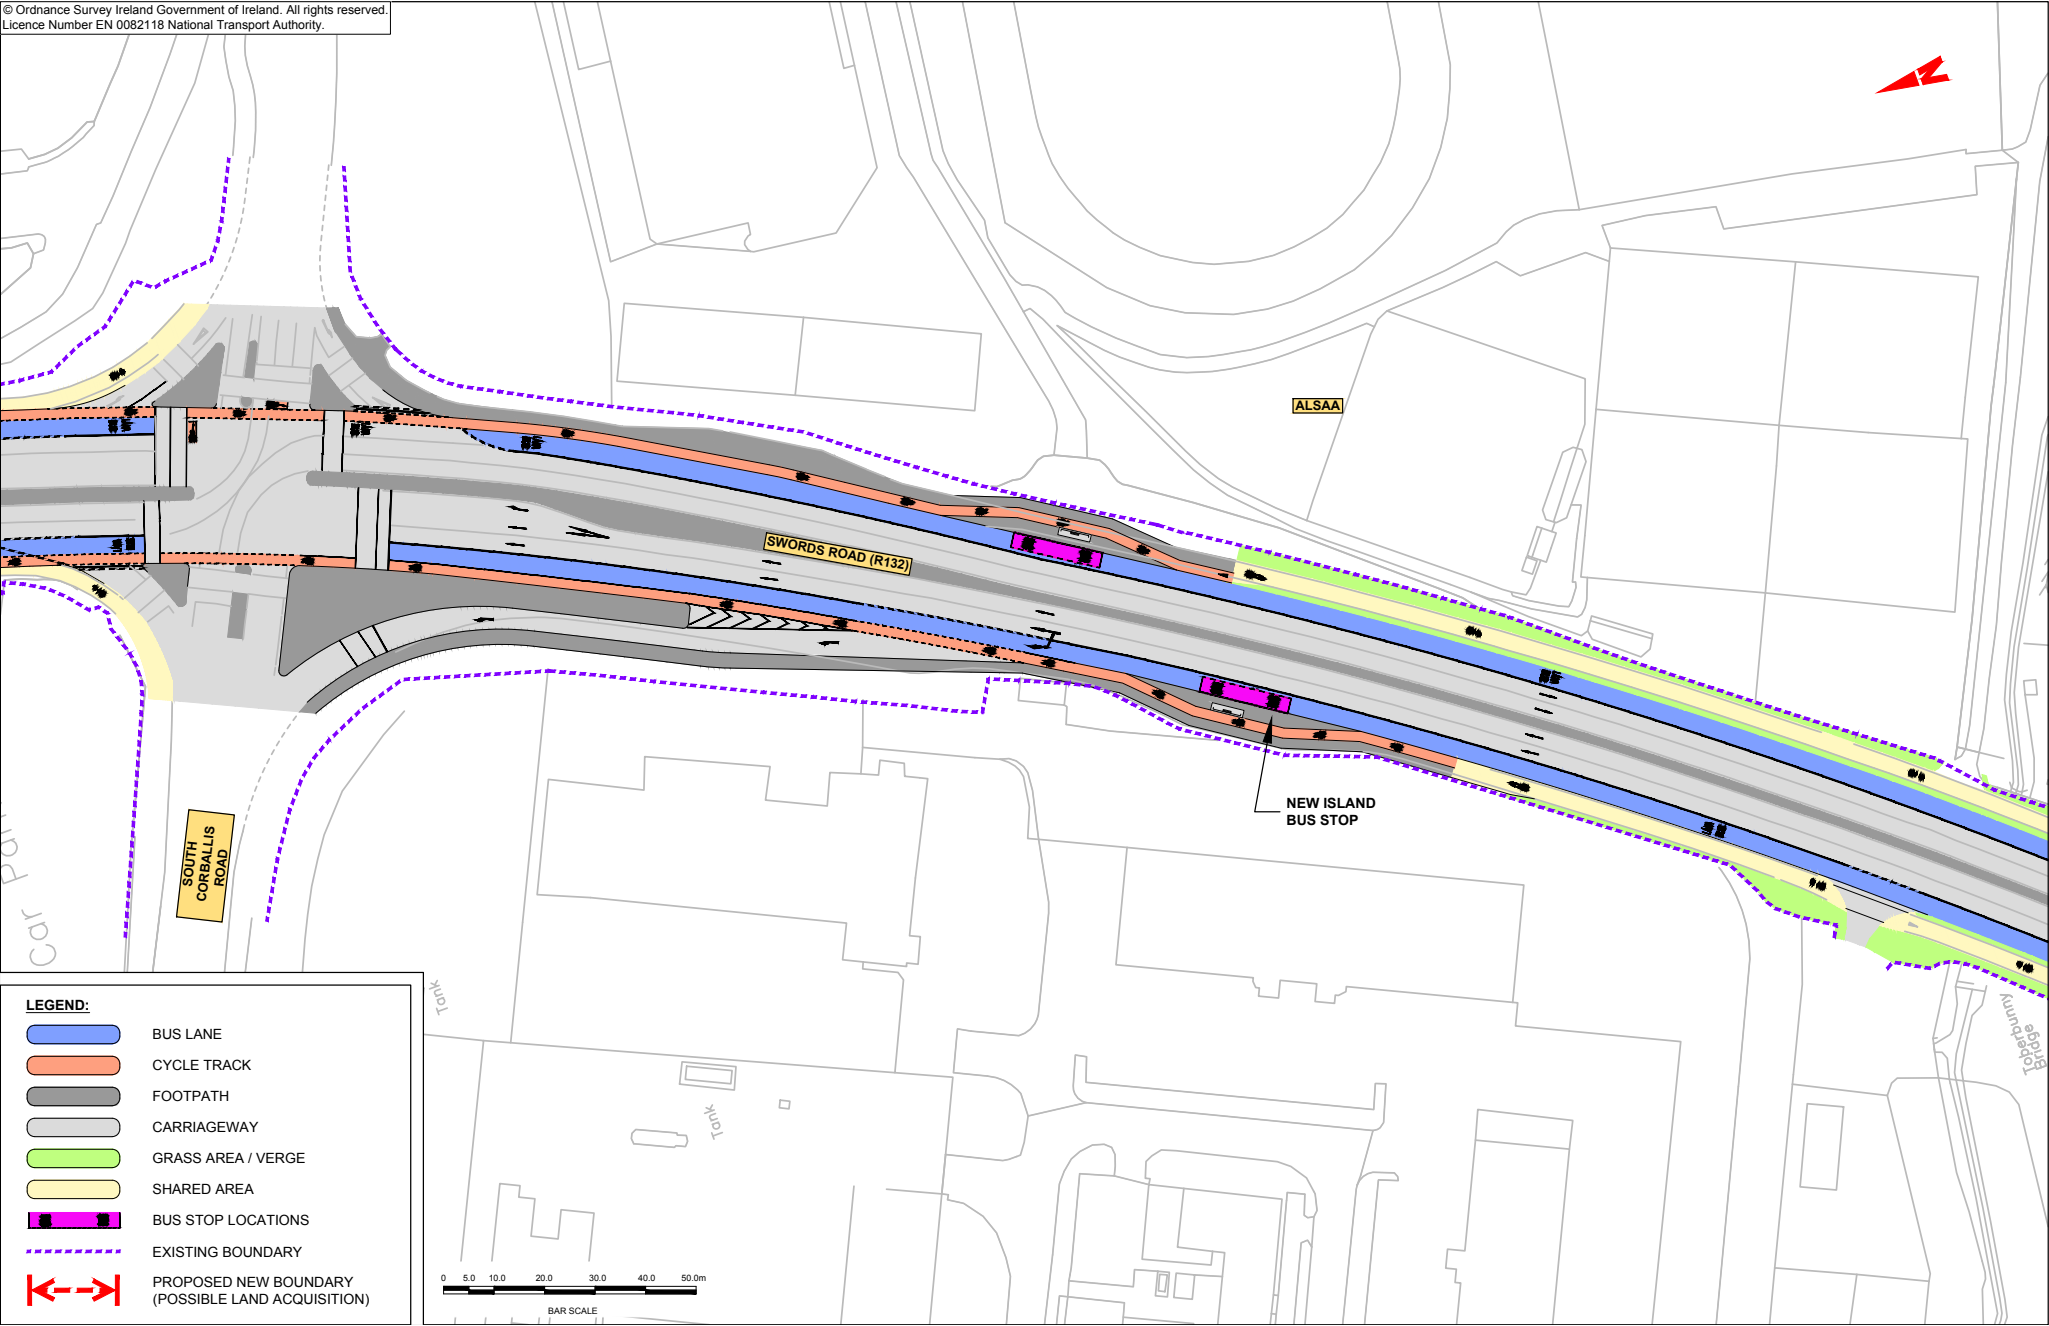 © Ordnance Survey Ireland Government of Ireland. All rights reserved.
Licence Number EN 0082118 National Transport Authority.
N
ALSAA
SWORDS ROAD (R132)
NEW ISLAND
BUS STOP
SOUTH
CORBALLIS
ROAD
Tank
Tank
Toberbunny
Bridge
LEGEND:
BUS LANE
CYCLE TRACK
FOOTPATH
CARRIAGEWAY
GRASS AREA / VERGE
SHARED AREA
BUS STOP LOCATIONS
EXISTING BOUNDARY
PROPOSED NEW BOUNDARY
(POSSIBLE LAND ACQUISITION)
0 5.0 10.0 20.0 30.0 40.0 50.0m
BAR SCALE
car